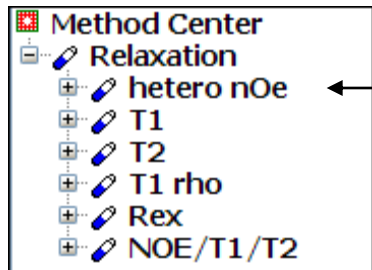 Method Center
Relaxation
hetero nOe
T1
T2
T1 rho
Rex
NOE/T1/T2